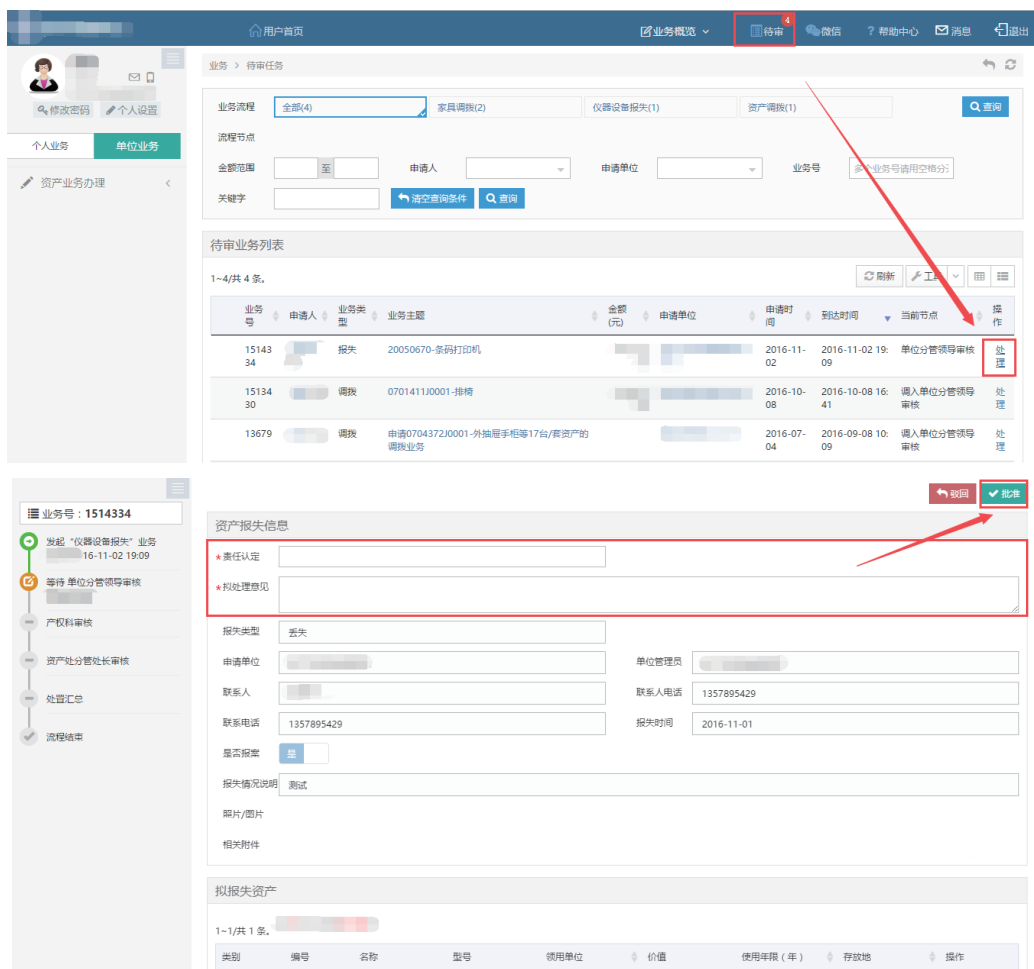 用户首页 业务概览 待审 4 微信 ? 帮助中心 消息 退出
修改密码 个人设置
个人业务 单位业务
资产业务办理
业务 > 待审任务
业务流程 全部(4) 家具调拨(2) 仪器设备报失(1) 资产调拨(1) 查询
流程节点
金额范围 至 申请人 申请单位 业务号 多个业务号请用空格分
关键字 清空查询条件 查询
待审业务列表
1~4/共 4 条。 刷新 工具
业务号 申请人 业务类型 业务主题 金额(元) 申请单位 申请时间 到达时间 当前节点 操作
1514334 报失 20050670-条码打印机 2016-11-02 2016-11-02 19:09 单位分管领导审核 处理
1513430 调拨 0701411J0001-排椅 2016-10-08 2016-10-08 16:41 调入单位分管领导审核 处理
13679 调拨 申请0704372J0001-外抽屉手柜等17台/套资产的调拨业务 2016-07-04 2016-09-08 10:09 调入单位分管领导审核 处理
业务号：1514334
发起 “仪器设备报失” 业务
16-11-02 19:09
等待 单位分管领导审核
产权科审核
资产处分管处长审核
处置汇总
流程结束
驳回 批准
资产报失信息
*责任认定
*拟处理意见
报失类型 丢失
申请单位 单位管理员
联系人 联系人电话 1357895429
联系电话 1357895429 报失时间 2016-11-01
是否报案 是
报失情况说明 测试
照片/图片
相关附件
拟报失资产
1~1/共 1 条。
类别 编号 名称 型号 领用单位 价值 使用年限（年） 存放地 操作